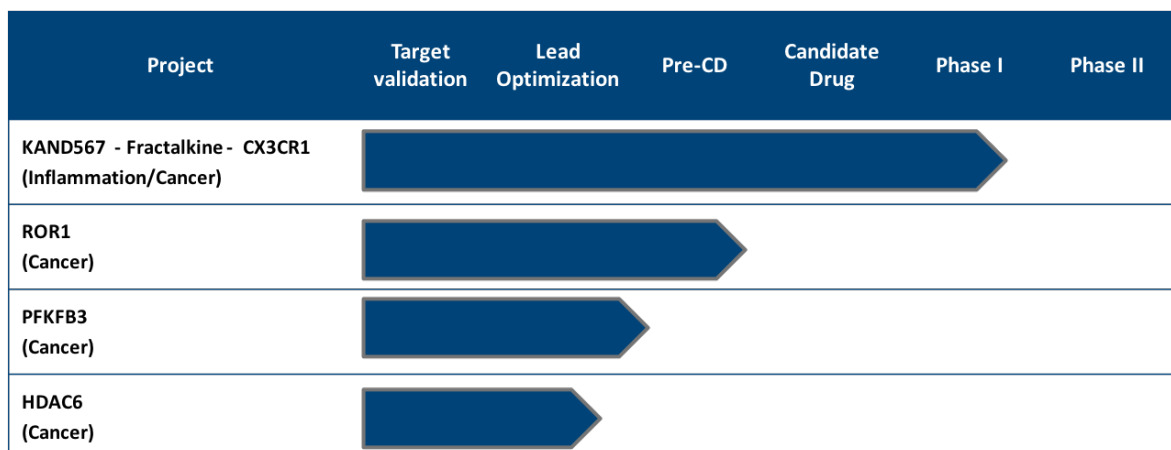 Project
Target
validation
Lead
Optimization
Pre-CD
Candidate
Drug
Phase I
Phase II
KAND567 - Fractalkine - CX3CR1
(Inflammation/Cancer)
ROR1
(Cancer)
PFKFB3
(Cancer)
HDAC6
(Cancer)